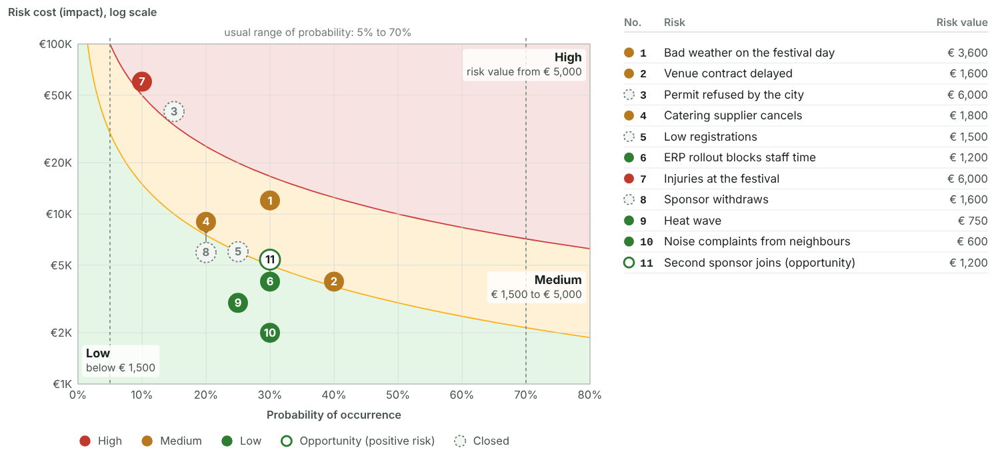 Risk cost (impact), log scale
usual range of probability: 5% to 70%
€100K
€50K
€20K
€10K
€5K
€2K
€1K
High
risk value from € 5,000
Medium
€ 1,500 to € 5,000
Low
below € 1,500
7
3
1
4
8
5
11
6
2
9
10
0% 10% 20% 30% 40% 50% 60% 70% 80%
Probability of occurrence
High Medium Low Opportunity (positive risk) Closed
No. Risk Risk value
1 Bad weather on the festival day € 3,600
2 Venue contract delayed € 1,600
3 Permit refused by the city € 6,000
4 Catering supplier cancels € 1,800
5 Low registrations € 1,500
6 ERP rollout blocks staff time € 1,200
7 Injuries at the festival € 6,000
8 Sponsor withdraws € 1,600
9 Heat wave € 750
10 Noise complaints from neighbours € 600
11 Second sponsor joins (opportunity) € 1,200